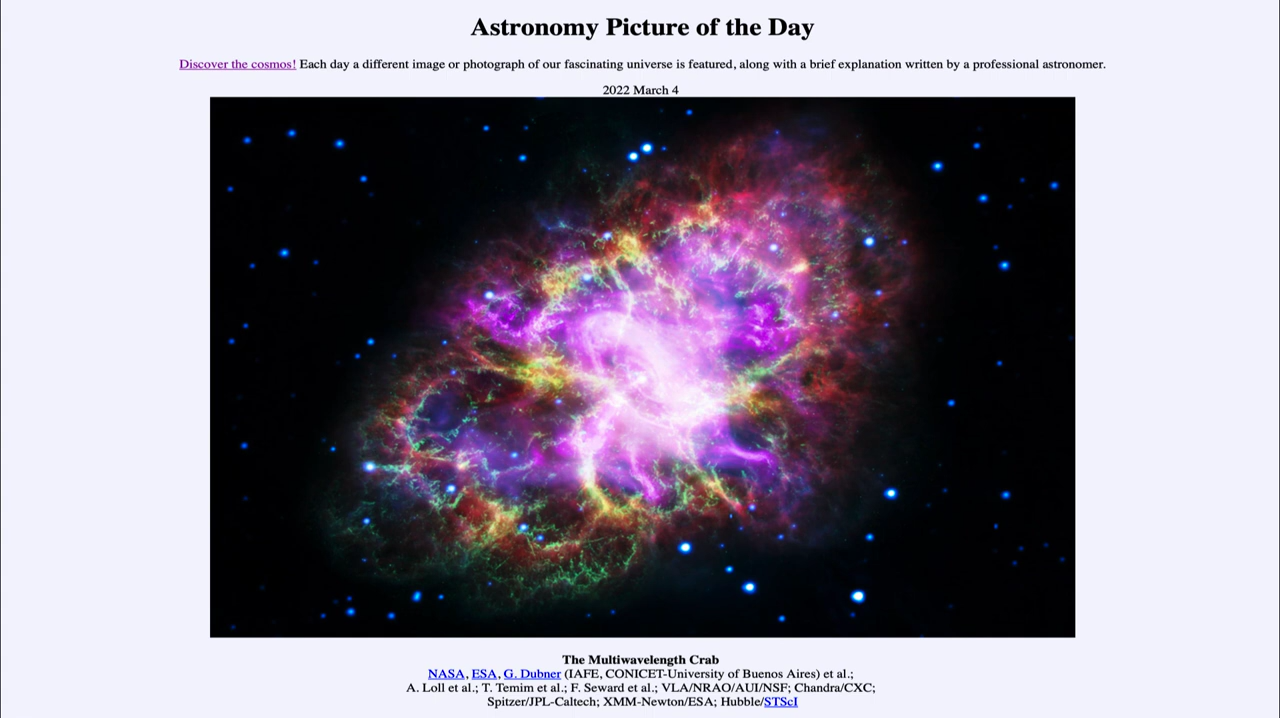 Astronomy Picture of the Day
Discover the cosmos! Each day a different image or photograph of our fascinating universe is featured, along with a brief explanation written by a professional astronomer.
2022 March 4
The Multiwavelength Crab
NASA, ESA, G. Dubner (IAFE, CONICET-University of Buenos Aires) et al.;
A. Loll et al.; T. Temim et al.; F. Seward et al.; VLA/NRAO/AUI/NSF; Chandra/CXC;
Spitzer/JPL-Caltech; XMM-Newton/ESA; Hubble/STScI